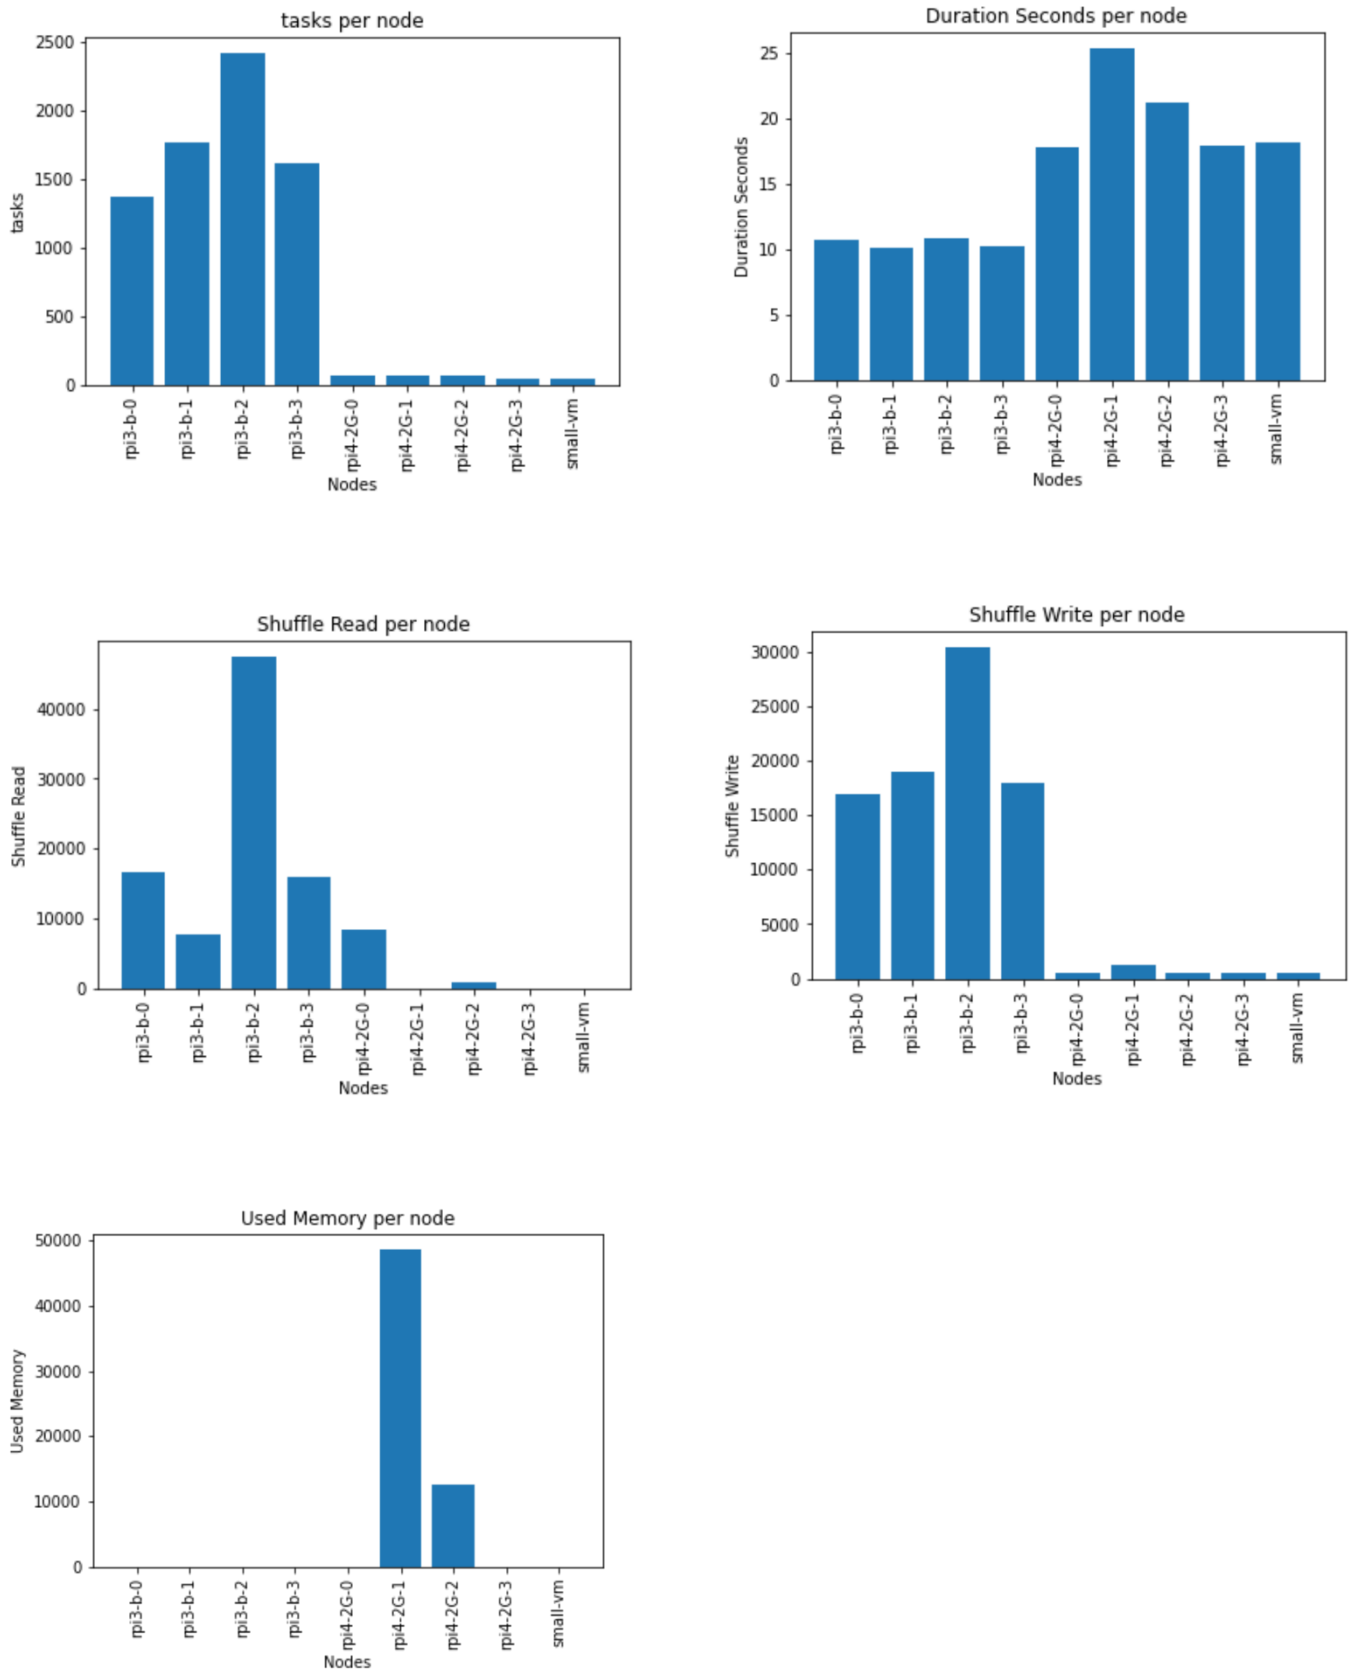 tasks per node
2500
2000
1500
1000
500
0
tasks
rpi3-b-0
rpi3-b-1
rpi3-b-2
rpi3-b-3
rpi4-2G-0
rpi4-2G-1
rpi4-2G-2
rpi4-2G-3
small-vm
Nodes
Duration Seconds per node
25
20
15
10
5
0
Duration Seconds
rpi3-b-0
rpi3-b-1
rpi3-b-2
rpi3-b-3
rpi4-2G-0
rpi4-2G-1
rpi4-2G-2
rpi4-2G-3
small-vm
Nodes
Shuffle Read per node
40000
30000
20000
10000
0
Shuffle Read
rpi3-b-0
rpi3-b-1
rpi3-b-2
rpi3-b-3
rpi4-2G-0
rpi4-2G-1
rpi4-2G-2
rpi4-2G-3
small-vm
Nodes
Shuffle Write per node
30000
25000
20000
15000
10000
5000
0
Shuffle Write
rpi3-b-0
rpi3-b-1
rpi3-b-2
rpi3-b-3
rpi4-2G-0
rpi4-2G-1
rpi4-2G-2
rpi4-2G-3
small-vm
Nodes
Used Memory per node
50000
40000
30000
20000
10000
0
Used Memory
rpi3-b-0
rpi3-b-1
rpi3-b-2
rpi3-b-3
rpi4-2G-0
rpi4-2G-1
rpi4-2G-2
rpi4-2G-3
small-vm
Nodes